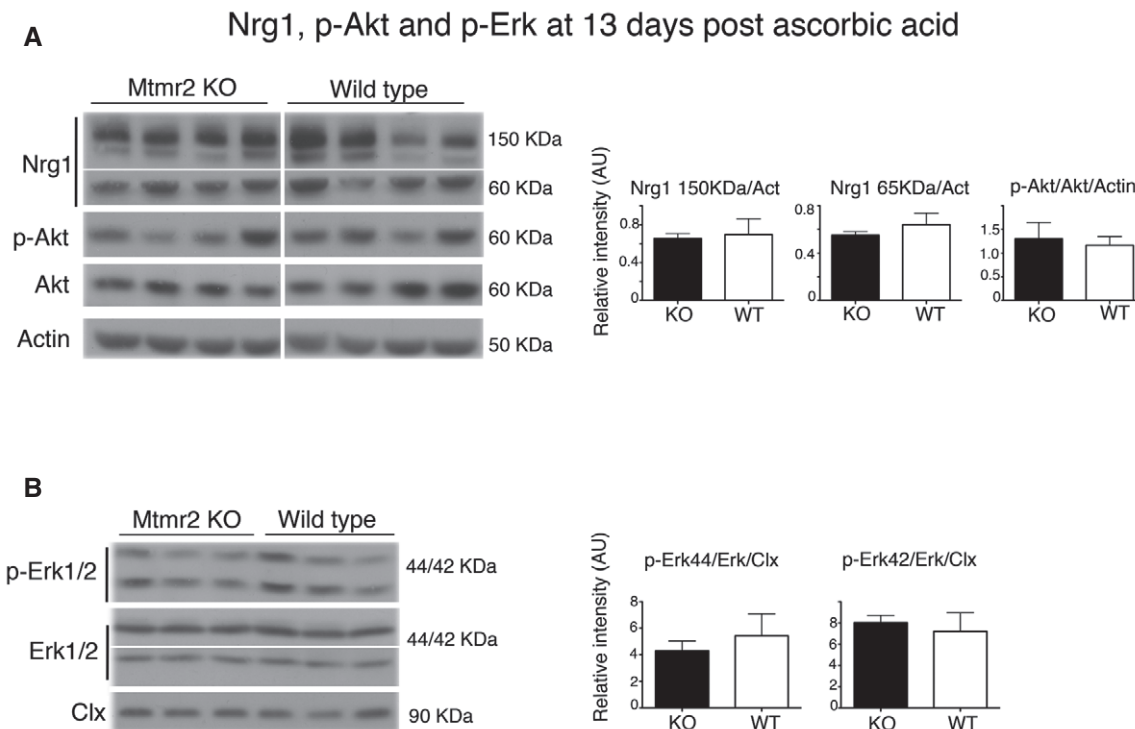 Nrg1, p-Akt and p-Erk at 13 days post ascorbic acid
A
Mtmr2 KO
Wild type
Nrg1
150 KDa
60 KDa
p-Akt
60 KDa
Akt
60 KDa
Actin
50 KDa
Relative intensity (AU)
Nrg1 150KDa/Act
0.8
0.4
0
KO
WT
Nrg1 65KDa/Act
0.8
0.4
0
KO
WT
p-Akt/Akt/Actin
1.5
1.0
0.5
0
KO
WT
B
Mtmr2 KO
Wild type
p-Erk1/2
44/42 KDa
Erk1/2
44/42 KDa
Clx
90 KDa
Relative intensity (AU)
p-Erk44/Erk/Clx
8
6
4
2
0
KO
WT
p-Erk42/Erk/Clx
8
6
4
2
0
KO
WT